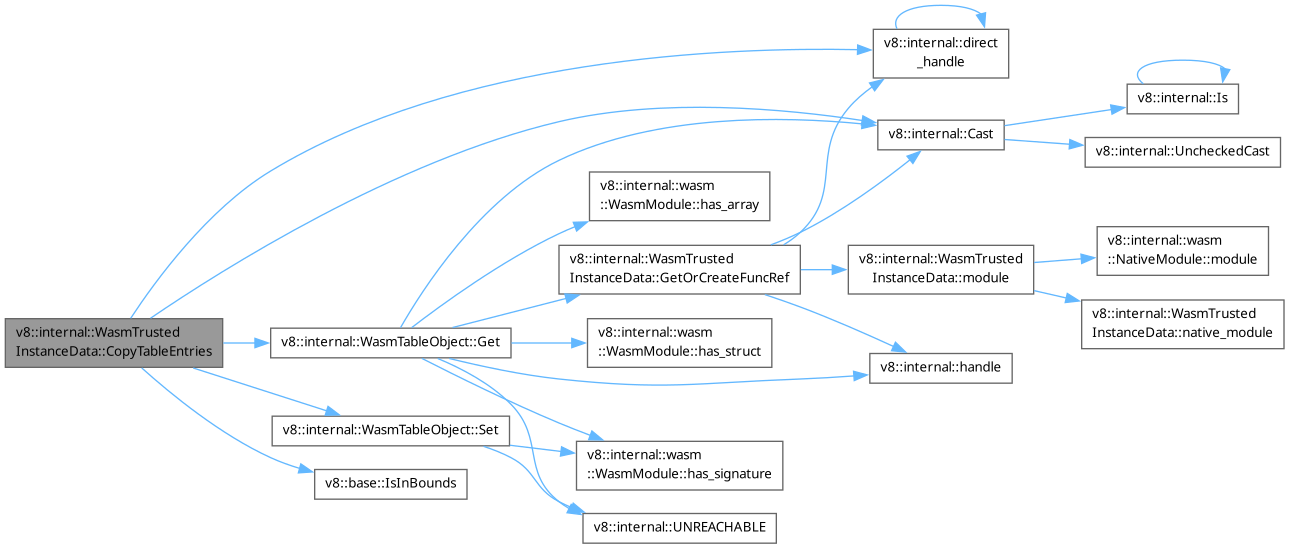 v8::internal::direct
_handle
v8::internal::Is
v8::internal::Cast
v8::internal::UncheckedCast
v8::internal::wasm
::WasmModule::has_array
v8::internal::WasmTrusted
InstanceData::GetOrCreateFuncRef
v8::internal::WasmTrusted
InstanceData::module
v8::internal::wasm
::NativeModule::module
v8::internal::WasmTrusted
InstanceData::native_module
v8::internal::WasmTrusted
InstanceData::CopyTableEntries
v8::internal::WasmTableObject::Get
v8::internal::wasm
::WasmModule::has_struct
v8::internal::handle
v8::internal::WasmTableObject::Set
v8::internal::wasm
::WasmModule::has_signature
v8::base::IsInBounds
v8::internal::UNREACHABLE